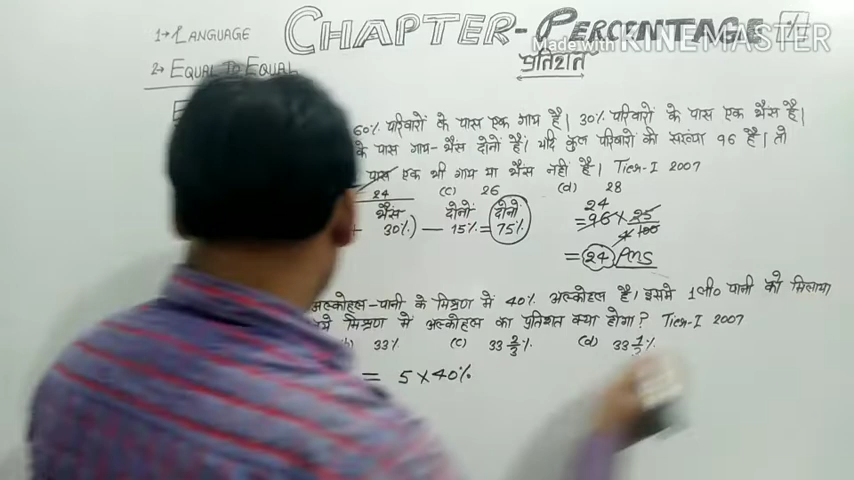 CHAPTER- PERCENTAGE %
Made with KINEMASTER
प्रतिशत
1→ LANGUAGE
2→ EQUAL TO EQUAL
60% परिवारों के पास एक गाय है। 30% परिवारों के पास एक भैंस है।
के पास गाय-भैंस दोनों हैं। यदि कुल परिवारों की संख्या 96 है। तो
पास एक भी गाय या भैंस नहीं है। Tier-I 2007
24 (c) 26 (d) 28
भैंस दोनों दोनों
30%) — 15% = 75%
24
= 96 × 25
4 100
= 24 Ans
अल्कोहल-पानी के मिश्रण में 40% अल्कोहल है। इसमे 1ली० पानी को मिलाया
मिश्रण में अल्कोहल का प्रतिशत क्या होगा? Tier-I 2007
33% (c) 33 2/3 % (d) 33 1/3 %
= 5 × 40%